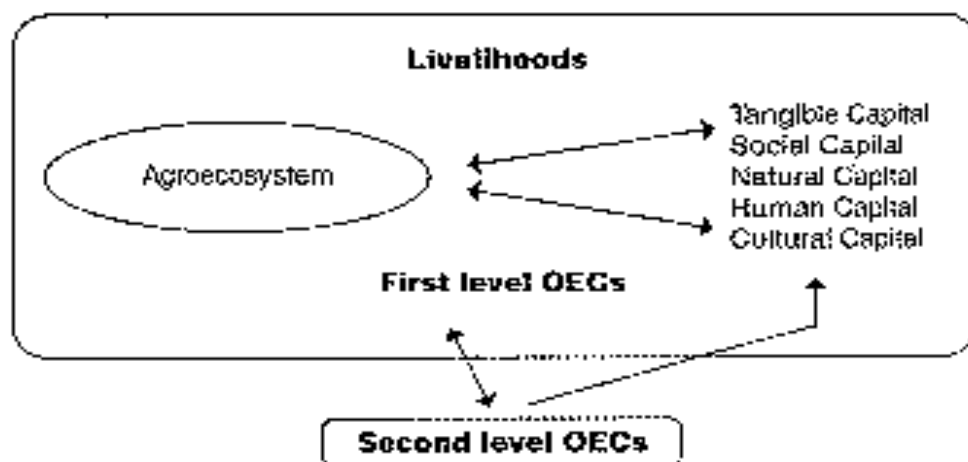 Livelihoods
Agroecosystem
Tangible Capital
Social Capital
Natural Capital
Human Capital
Cultural Capital
First level OECs
Second level OECs